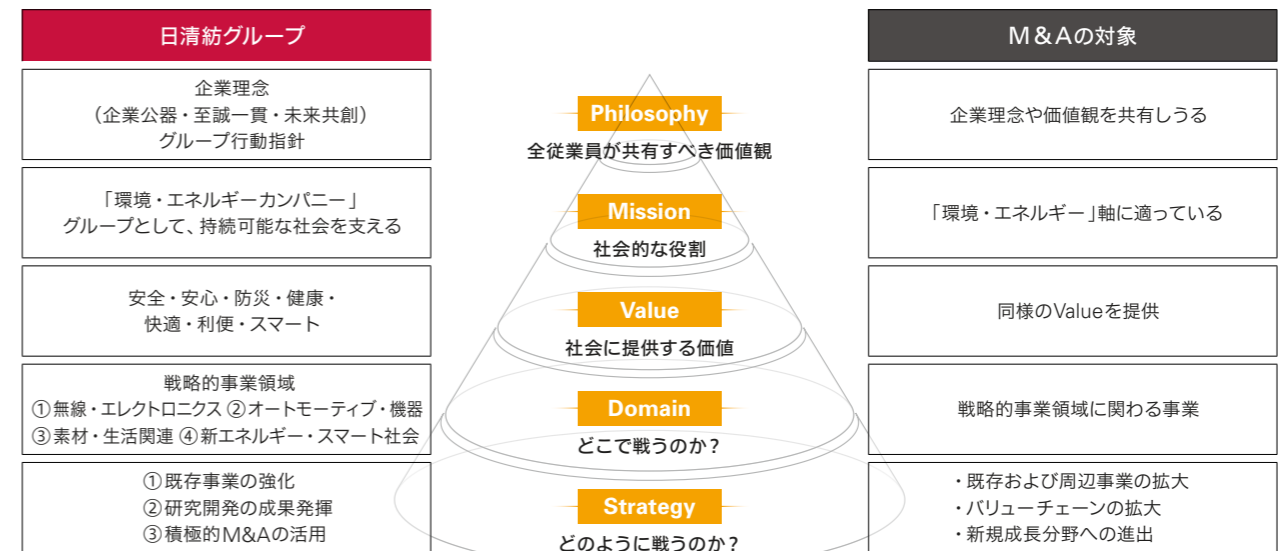 日清紡グループ
企業理念
（企業公器・至誠一貫・未来共創）
グループ行動指針
「環境・エネルギーカンパニー」
グループとして、持続可能な社会を支える
安全・安心・防災・健康・
快適・利便・スマート
戦略的事業領域
①無線・エレクトロニクス ②オートモーティブ・機器
③素材・生活関連 ④新エネルギー・スマート社会
①既存事業の強化
②研究開発の成果発揮
③積極的M&Aの活用
Philosophy
全従業員が共有すべき価値観
Mission
社会的な役割
Value
社会に提供する価値
Domain
どこで戦うのか？
Strategy
どのように戦うのか？
M＆Aの対象
企業理念や価値観を共有しうる
「環境・エネルギー」軸に適っている
同様のValueを提供
戦略的事業領域に関わる事業
・既存および周辺事業の拡大
・バリューチェーンの拡大
・新規成長分野への進出